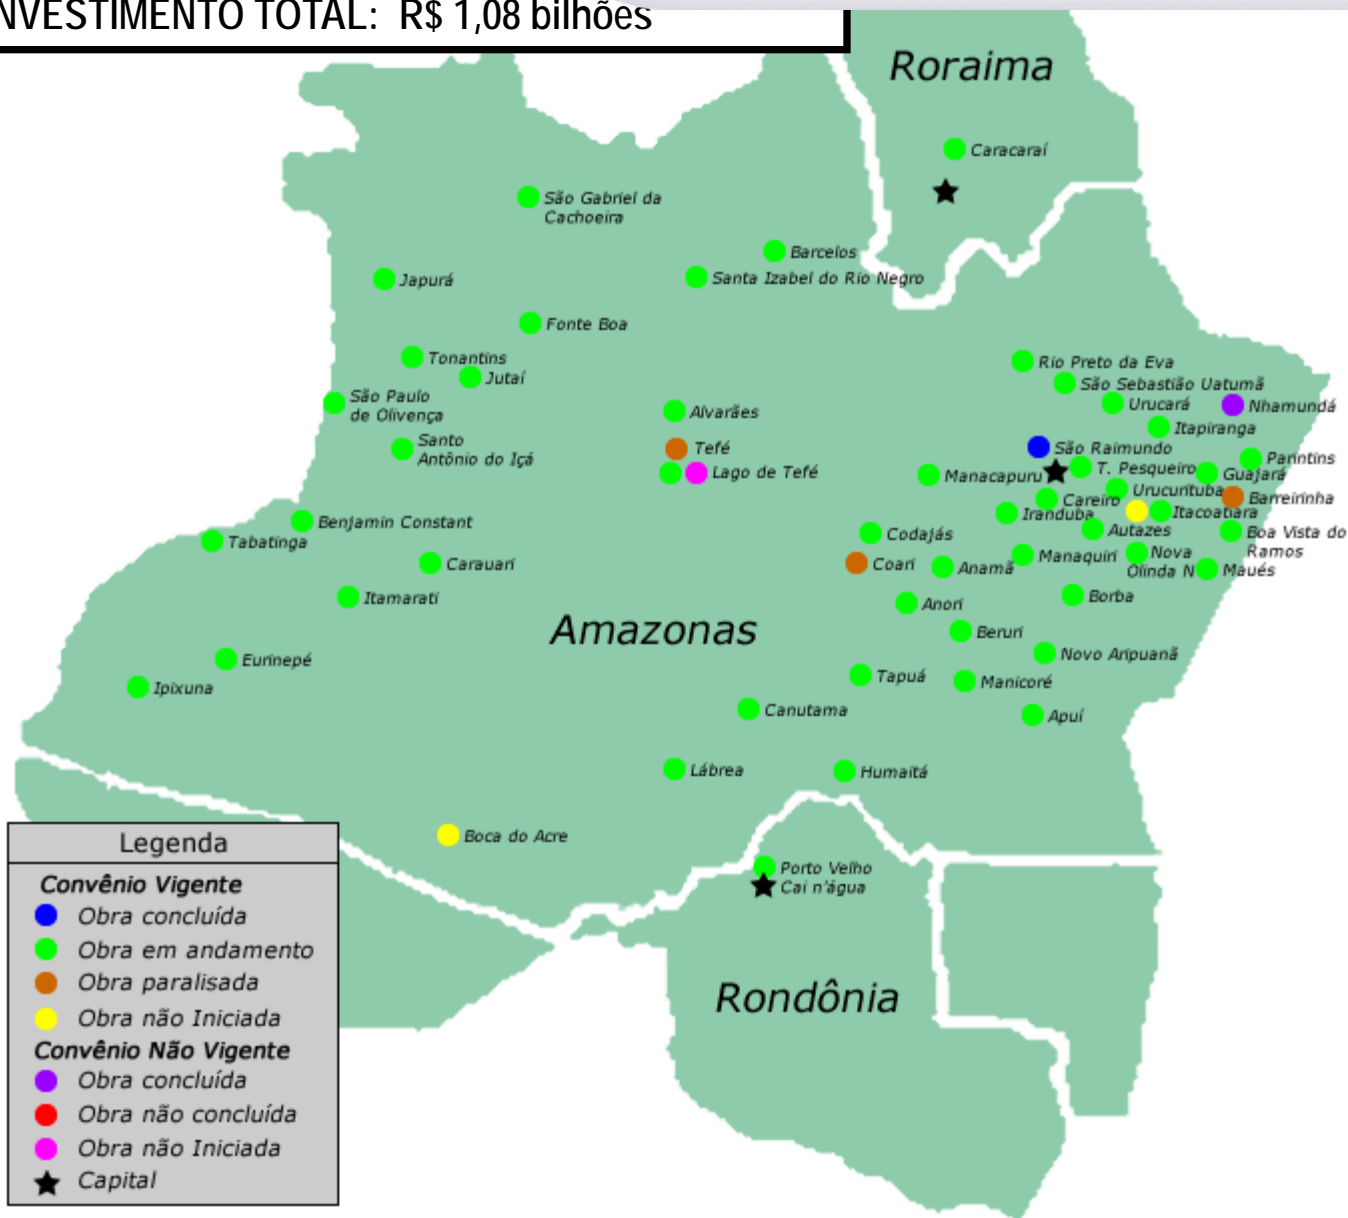 NVESTIMENTO TOTAL: R$ 1,08 bilhões
Roraima
Caracaraí
São Gabriel da
Cachoeira
Barcelos
Santa Izabel do Rio Negro
Japurá
Fonte Boa
Tonantins
Jutaí
São Paulo
de Olivença
Santo
Antônio do Içá
Alvarães
Tefé
Lago de Tefé
Rio Preto da Eva
São Sebastião Uatumã
Urucará
Nhamundá
Itapiranga
São Raimundo
Parintins
Manacapuru
T. Pesqueiro
Guajará
Urucurituba
Barreirinha
Careiro
Iranduba
Itacoatiara
Autazes
Boa Vista do
Ramos
Codajás
Coari
Anamã
Manaquiri
Nova
Olinda N
Maués
Benjamin Constant
Tabatinga
Carauari
Itamarati
Anori
Borba
Amazonas
Beruri
Novo Aripuanã
Eurinepé
Ipixuna
Tapuá
Manicoré
Canutama
Apuí
Lábrea
Humaitá
Boca do Acre
Porto Velho
Cai n'água
Rondônia
Legenda
Convênio Vigente
Obra concluída
Obra em andamento
Obra paralisada
Obra não Iniciada
Convênio Não Vigente
Obra concluída
Obra não concluída
Obra não Iniciada
Capital